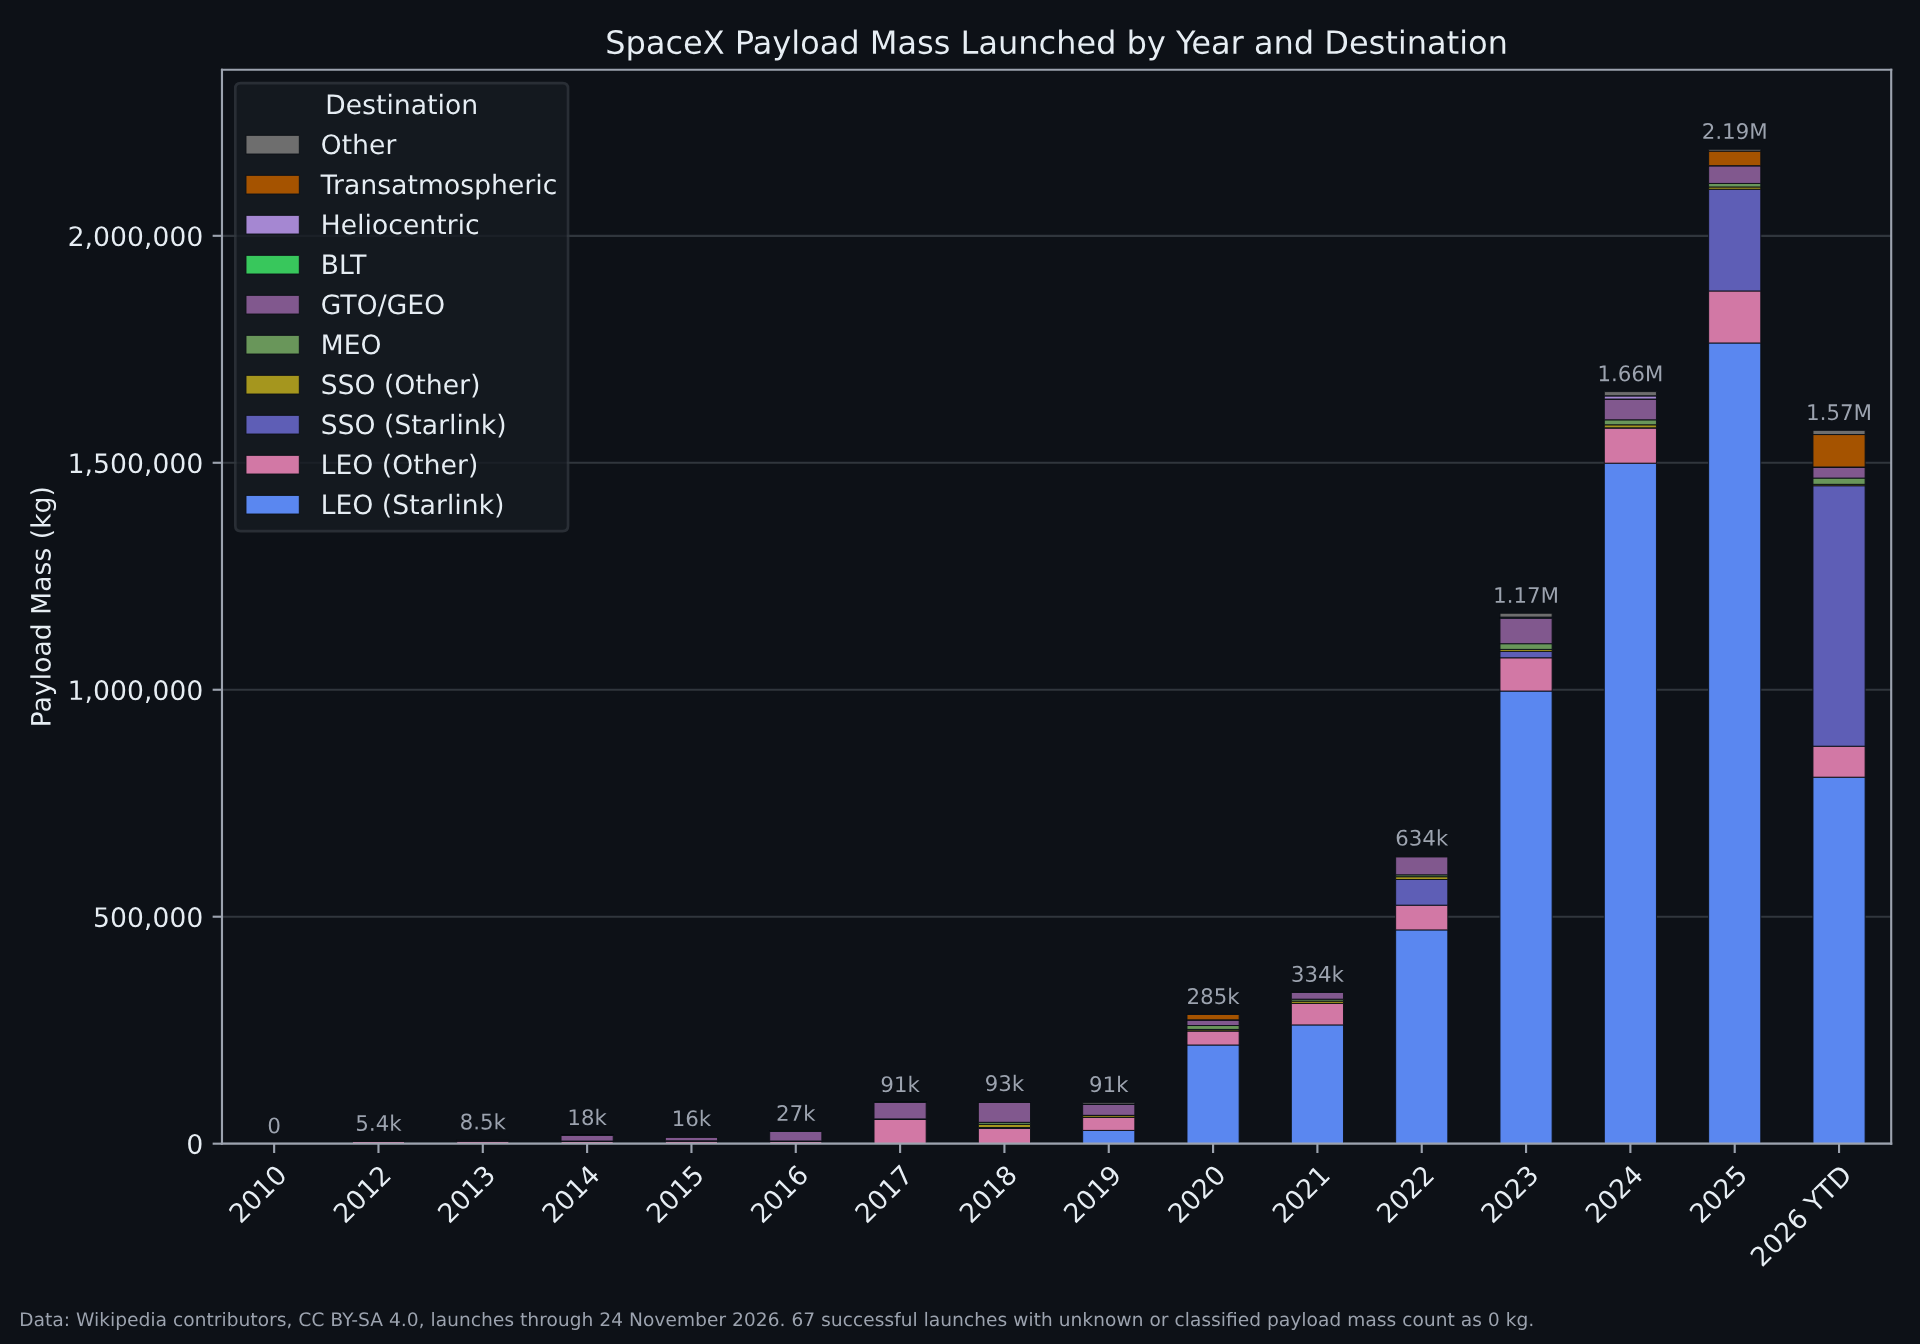 SpaceX Payload Mass Launched by Year and Destination
Destination
Other
Transatmospheric
Heliocentric
BLT
GTO/GEO
MEO
SSO (Other)
SSO (Starlink)
LEO (Other)
LEO (Starlink)
Payload Mass (kg)
2,000,000
1,500,000
1,000,000
500,000
0
0
5.4k
8.5k
18k
16k
27k
91k
93k
91k
285k
334k
634k
1.17M
1.66M
2.19M
1.57M
2010
2012
2013
2014
2015
2016
2017
2018
2019
2020
2021
2022
2023
2024
2025
2026 YTD
Data: Wikipedia contributors, CC BY-SA 4.0, launches through 24 November 2026. 67 successful launches with unknown or classified payload mass count as 0 kg.